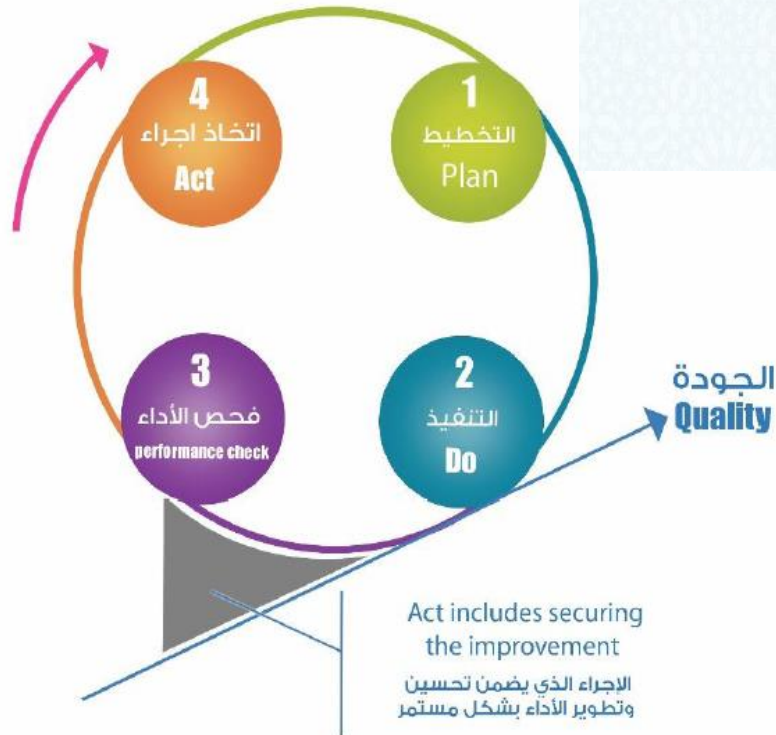 4
اتخاذ اجراء
Act
1
التخطيط
Plan
3
فحص الأداء
performance check
2
التنفيذ
Do
الجودة
Quality
Act includes securing
the improvement
الإجراء الذي يضمن تحسين
وتطوير الأداء بشكل مستمر